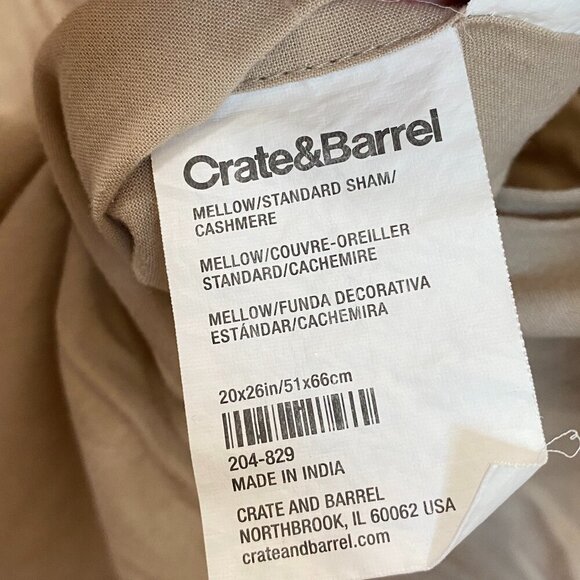 Crate&Barrel
MELLOW/STANDARD SHAM/
CASHMERE
MELLOW/COUVRE-OREILLER
STANDARD/CACHEMIRE
MELLOW/FUNDA DECORATIVA
ESTÁNDAR/CACHEMIRA
20x26in/51x66cm
204-829
MADE IN INDIA
CRATE AND BARREL
NORTHBROOK, IL 60062 USA
crateandbarrel.com